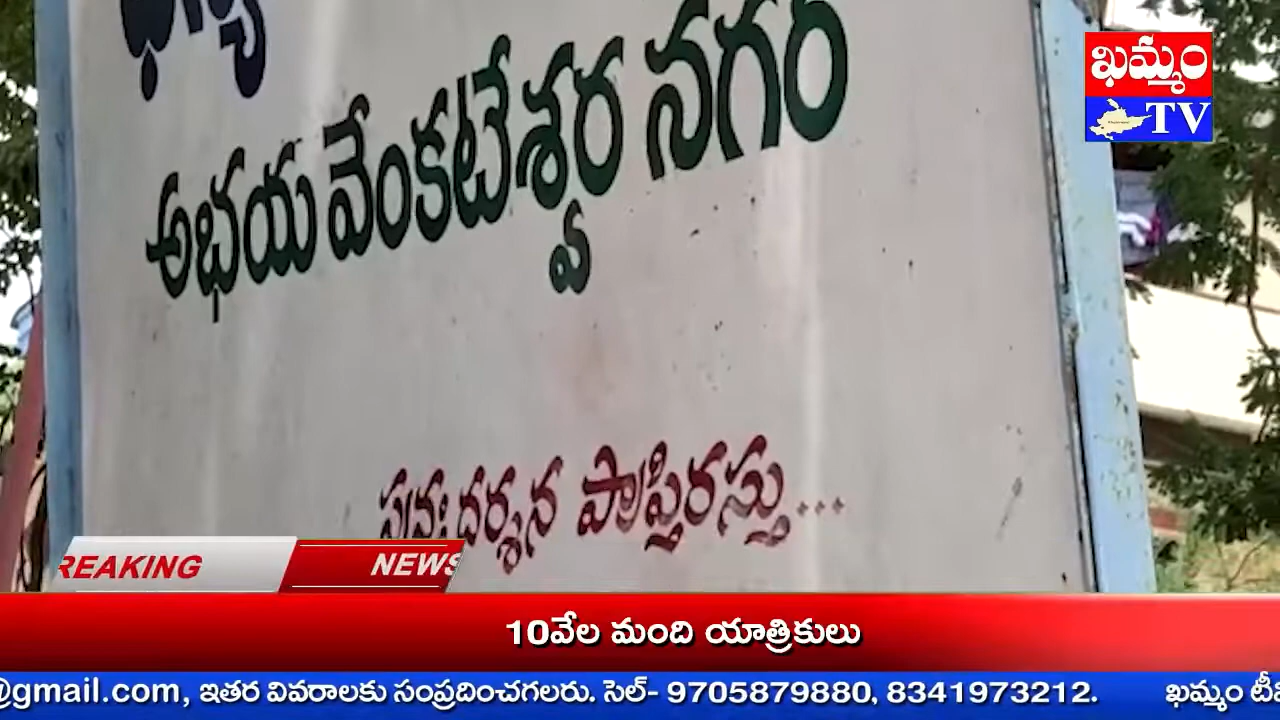 అభయ వేంకటేశ్వర నగర్
పునః దర్శన ప్రాప్తిరస్తు...
ఖమ్మం
TV
REAKING NEWS
10వేల మంది యాత్రికులు
@gmail.com, ఇతర వివరాలకు సంప్రదించగలరు. సెల్- 9705879880, 8341973212. ఖమ్మం టీవీ